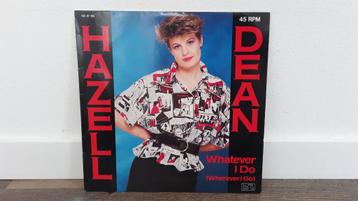 45 RPM
HAZELL
DEAN
Whatever
I Do
(Wherever I Go)